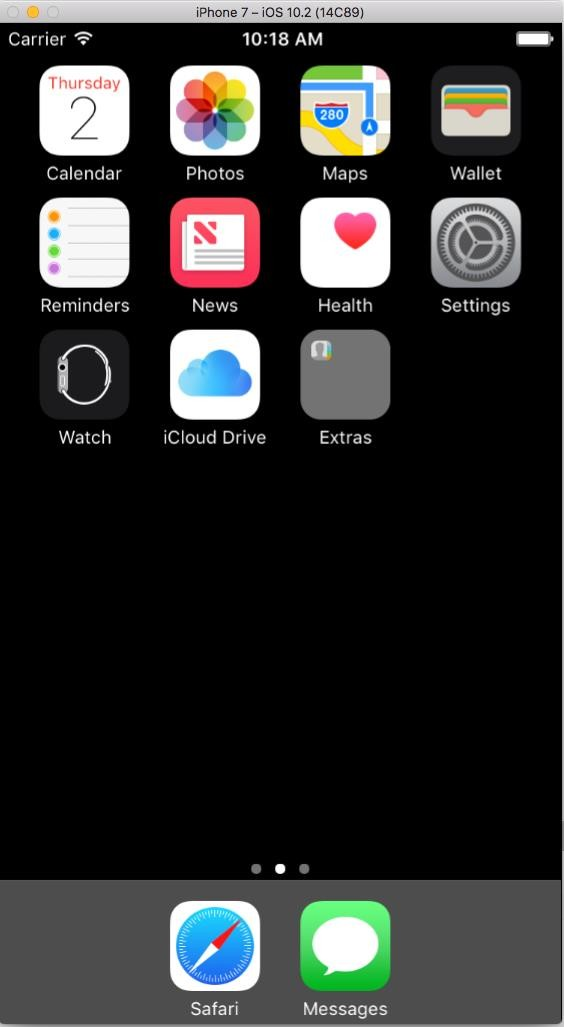 iPhone 7 – iOS 10.2 (14C89)
Carrier 10:18 AM
Thursday
2
280
Calendar Photos Maps Wallet
Reminders News Health Settings
Watch iCloud Drive Extras
Safari Messages